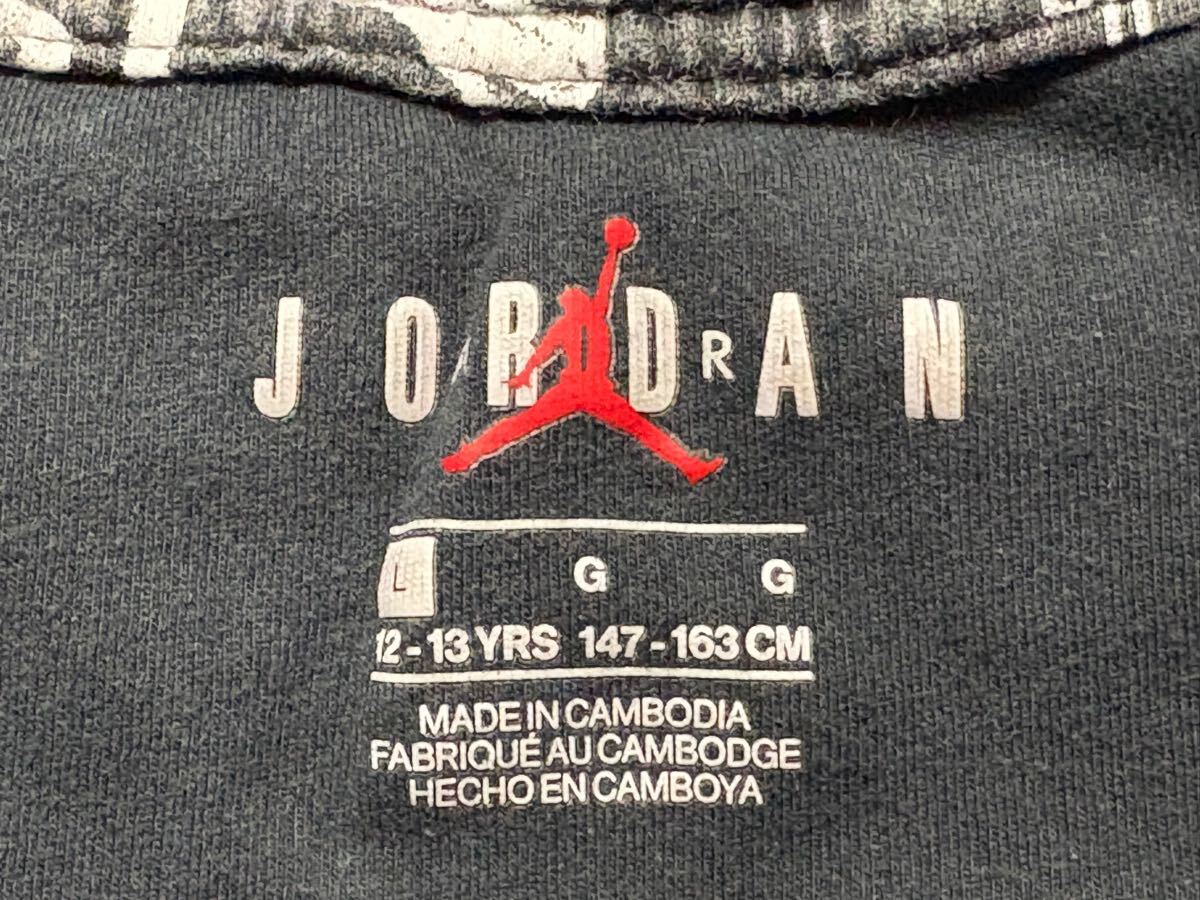 JORDAN
R
L G G
12-13 YRS 147-163 CM
MADE IN CAMBODIA
FABRIQUÉ AU CAMBODGE
HECHO EN CAMBOYA